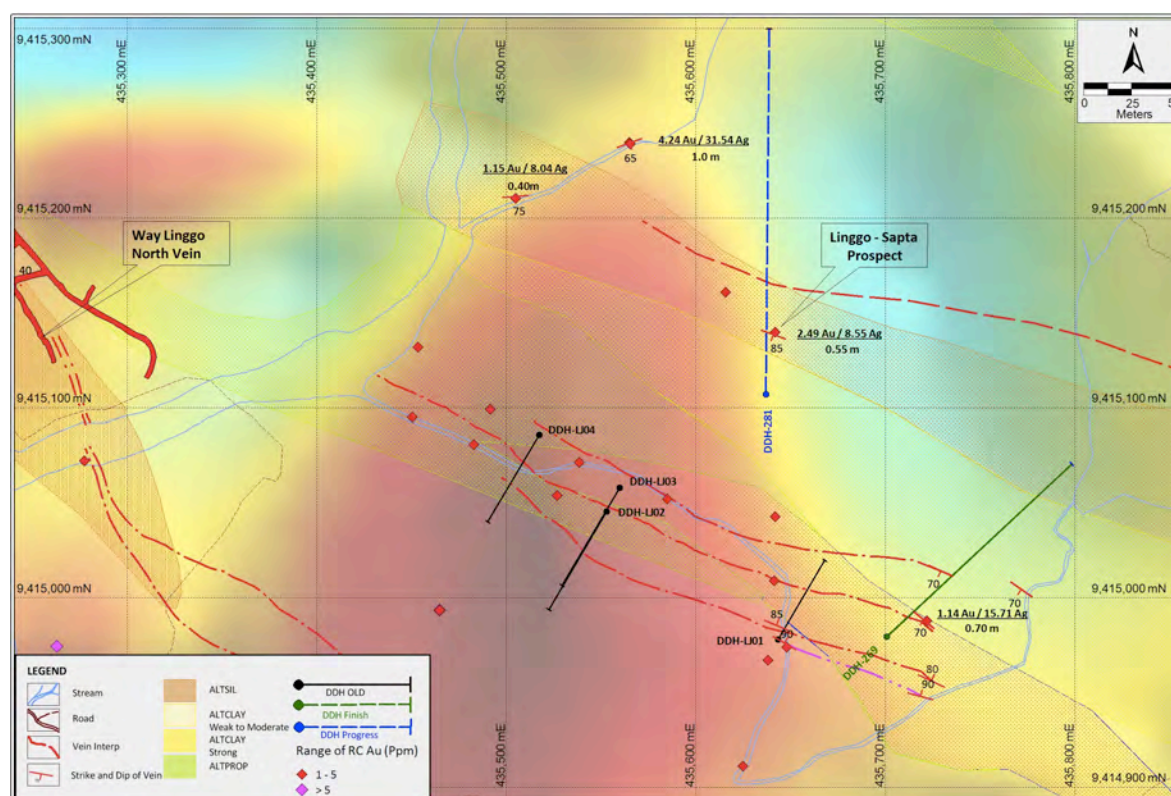 9,415,300 mN
435,300 mE
435,400 mE
435,500 mE
435,600 mE
435,700 mE
435,800 mE
9,415,300 mN
N
0 25 5
Meters
4.24 Au / 31.54 Ag
1.0 m
65
1.15 Au / 8.04 Ag
0.40m
75
9,415,200 mN
9,415,200 mN
Way Linggo
North Vein
Linggo - Sapta
Prospect
40
2.49 Au / 8.55 Ag
0.55 m
85
9,415,100 mN
9,415,100 mN
DDH-281
DDH-LJ04
DDH-LJ03
DDH-LJ02
9,415,000 mN
9,415,000 mN
70
70
85
1.14 Au / 15.71 Ag
0.70 m
70
90
DDH-LJ01
DDH-269
80
90
LEGEND
Stream
Road
Vein Interp
Strike and Dip of Vein
ALTSIL
ALTCLAY
Weak to Moderate
ALTCLAY
Strong
ALTPROP
DDH OLD
DDH Finish
DDH Progress
Range of RC Au (Ppm)
1 - 5
> 5
435,500 mE
435,600 mE
435,700 mE
435,800 mE
9,414,900 mN